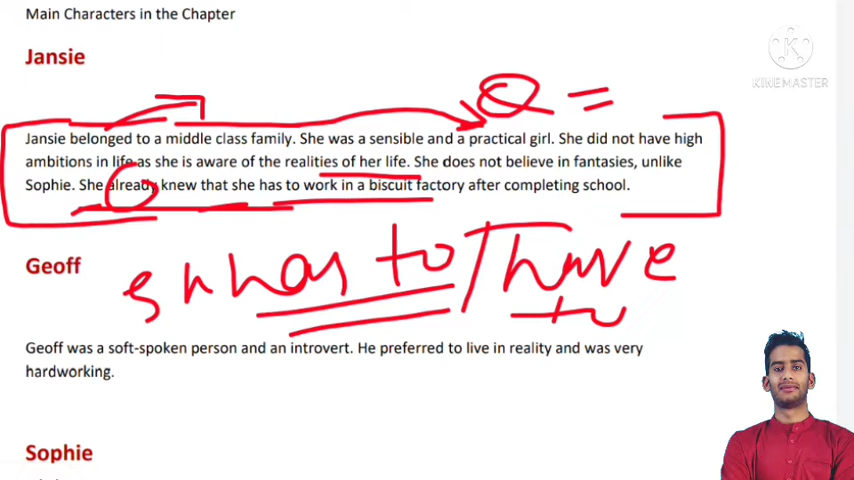 Main Characters in the Chapter
KINEMASTER
Jansie
Q =
Jansie belonged to a middle class family. She was a sensible and a practical girl. She did not have high
ambitions in life as she is aware of the realities of her life. She does not believe in fantasies, unlike
Sophie. She already knew that she has to work in a biscuit factory after completing school.
has to / have
to
Geoff
Geoff was a soft-spoken person and an introvert. He preferred to live in reality and was very
hardworking.
Sophie